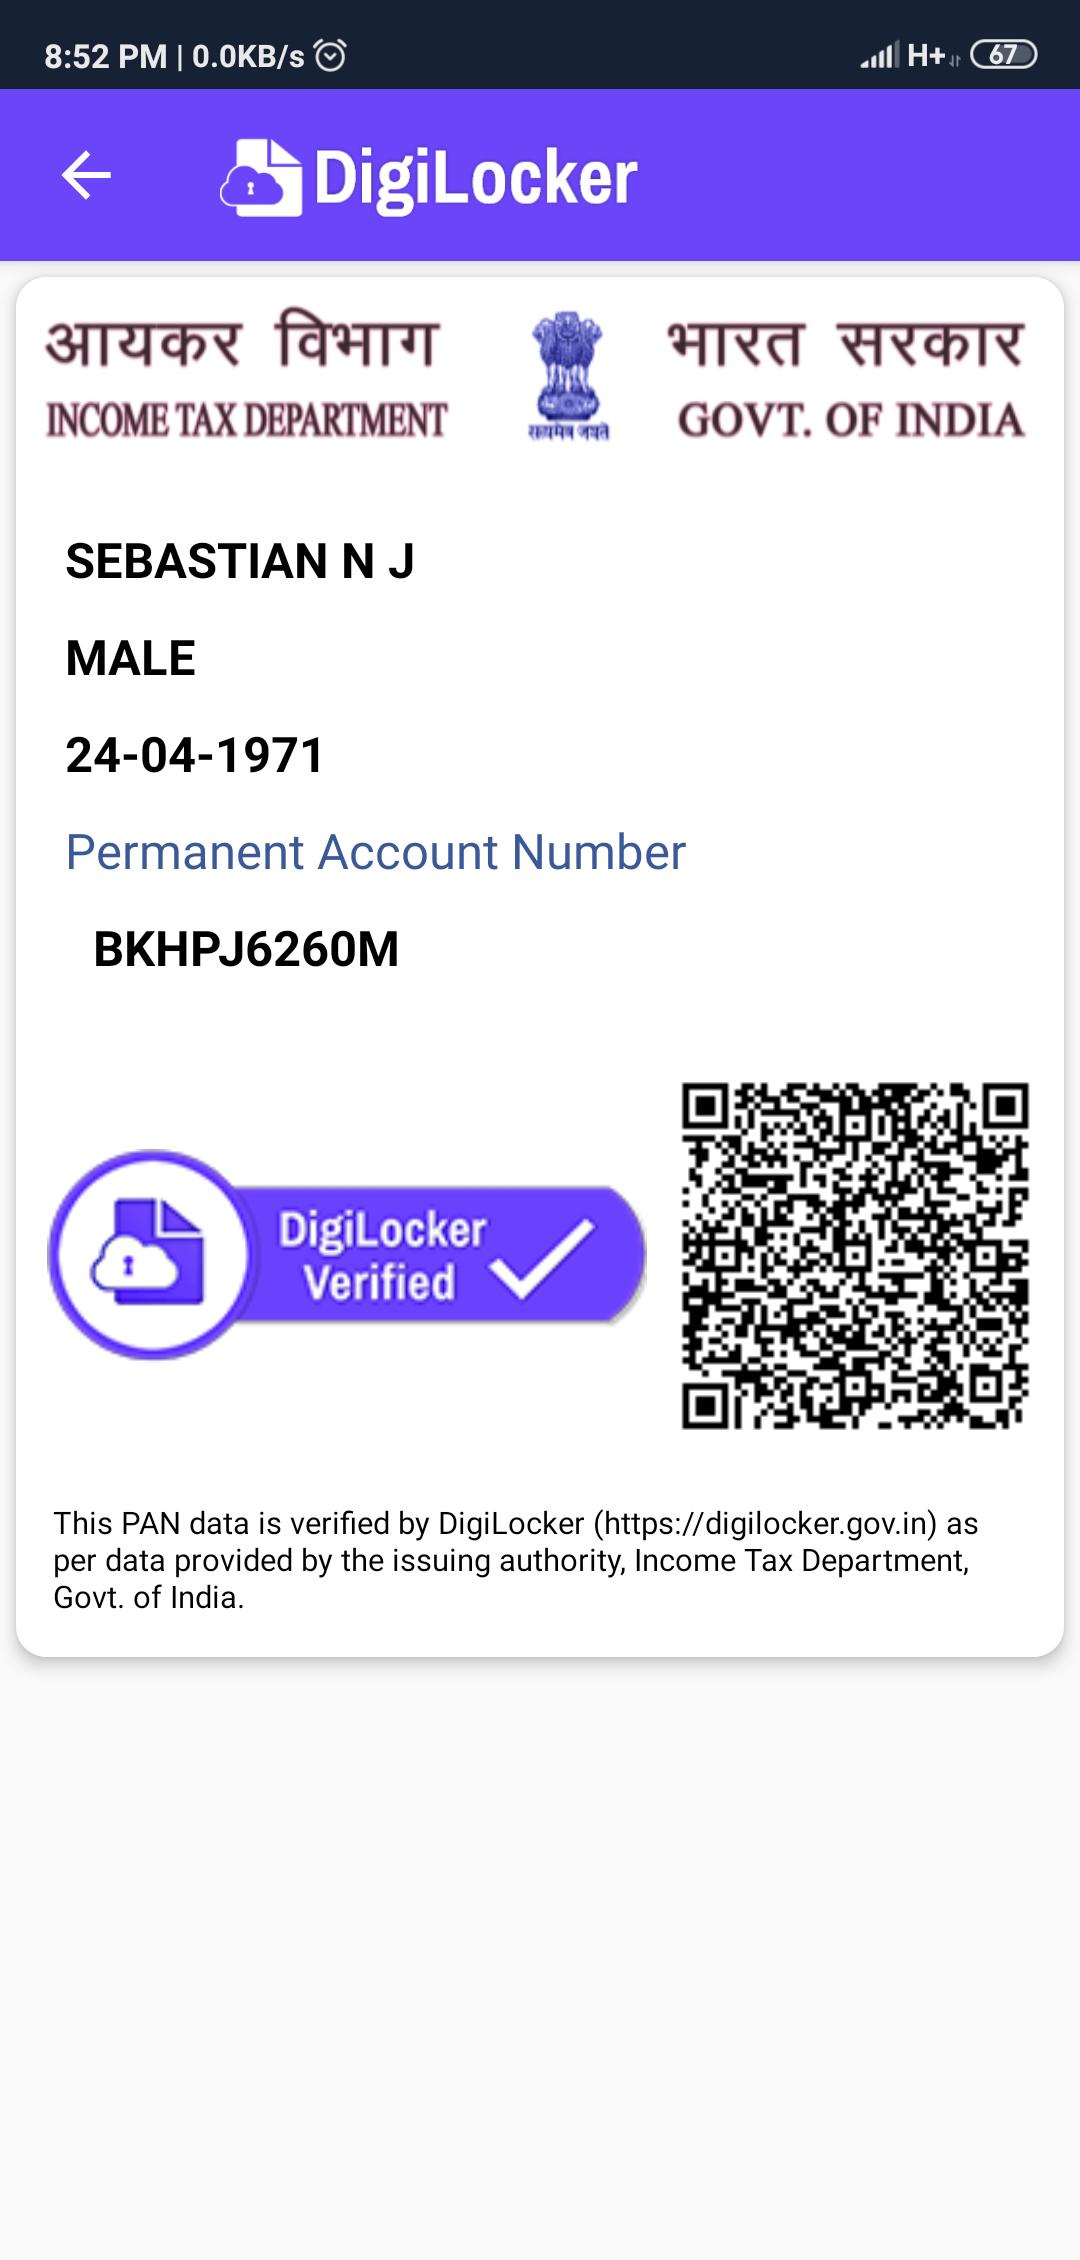 8:52 PM | 0.0KB/s H+ 67
DigiLocker
आयकर विभाग भारत सरकार
INCOME TAX DEPARTMENT GOVT. OF INDIA
सत्यमेव जयते
SEBASTIAN N J
MALE
24-04-1971
Permanent Account Number
BKHPJ6260M
DigiLocker
Verified
This PAN data is verified by DigiLocker (https://digilocker.gov.in) as
per data provided by the issuing authority, Income Tax Department,
Govt. of India.